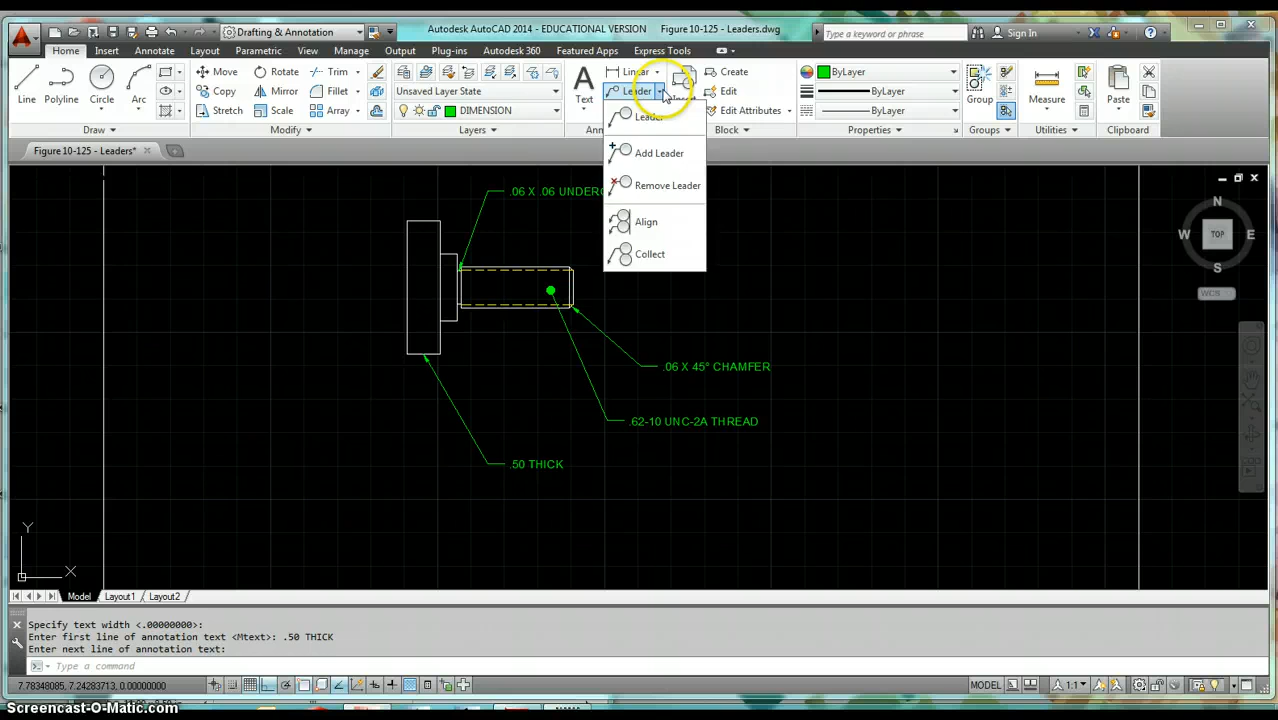 Drafting & Annotation
Autodesk AutoCAD 2014 - EDUCATIONAL VERSION Figure 10-125 - Leaders.dwg
Type a keyword or phrase
Sign In
Home Insert Annotate Layout Parametric View Manage Output Plug-ins Autodesk 360 Featured Apps Express Tools
Line Polyline Circle Arc
Move Rotate Trim
Copy Mirror Fillet
Stretch Scale Array
Unsaved Layer State
DIMENSION
Text
Linear
Leader
Create
Edit
Edit Attributes
ByLayer
ByLayer
ByLayer
Group Measure Paste
Draw Modify Layers Block Properties Groups Utilities Clipboard
Leader
Add Leader
Remove Leader
Align
Collect
Figure 10-125 - Leaders*
.06 X .06 UNDERC
.06 X 45° CHAMFER
.62-10 UNC-2A THREAD
.50 THICK
N
W TOP E
S
WCS
Y
X
Model Layout1 Layout2
Specify text width <.00000000>:
Enter first line of annotation text <Mtext>: .50 THICK
Enter next line of annotation text:
Type a command
7.78348085, 7.24283713, 0.00000000
MODEL
1:1
Screencast-O-Matic.com